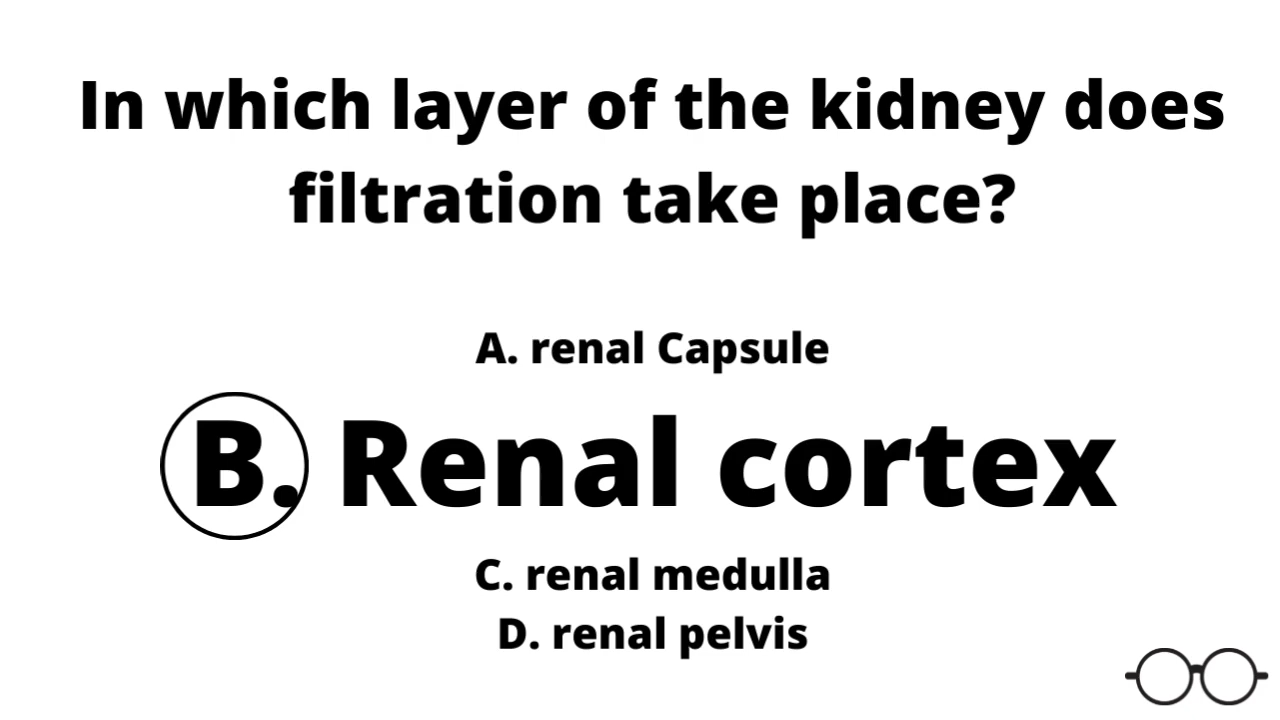 In which layer of the kidney does
filtration take place?
A. renal Capsule
B. Renal cortex
C. renal medulla
D. renal pelvis